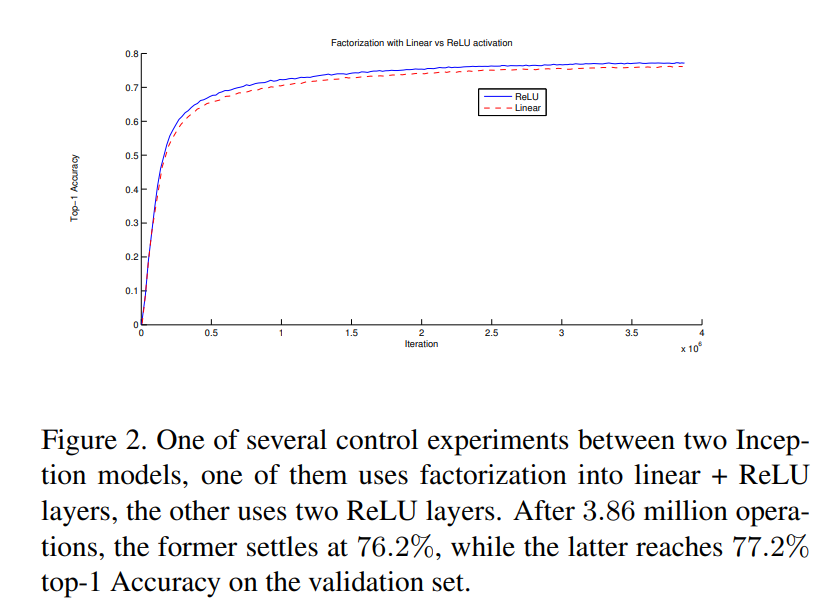 Factorization with Linear vs ReLU activation
0.8
0.7
0.6
0.5
0.4
0.3
0.2
0.1
0
Top−1 Accuracy
ReLU
Linear
0 0.5 1 1.5 2 2.5 3 3.5 4
Iteration
x 10^6
Figure 2. One of several control experiments between two Incep-
tion models, one of them uses factorization into linear + ReLU
layers, the other uses two ReLU layers. After 3.86 million opera-
tions, the former settles at 76.2%, while the latter reaches 77.2%
top-1 Accuracy on the validation set.